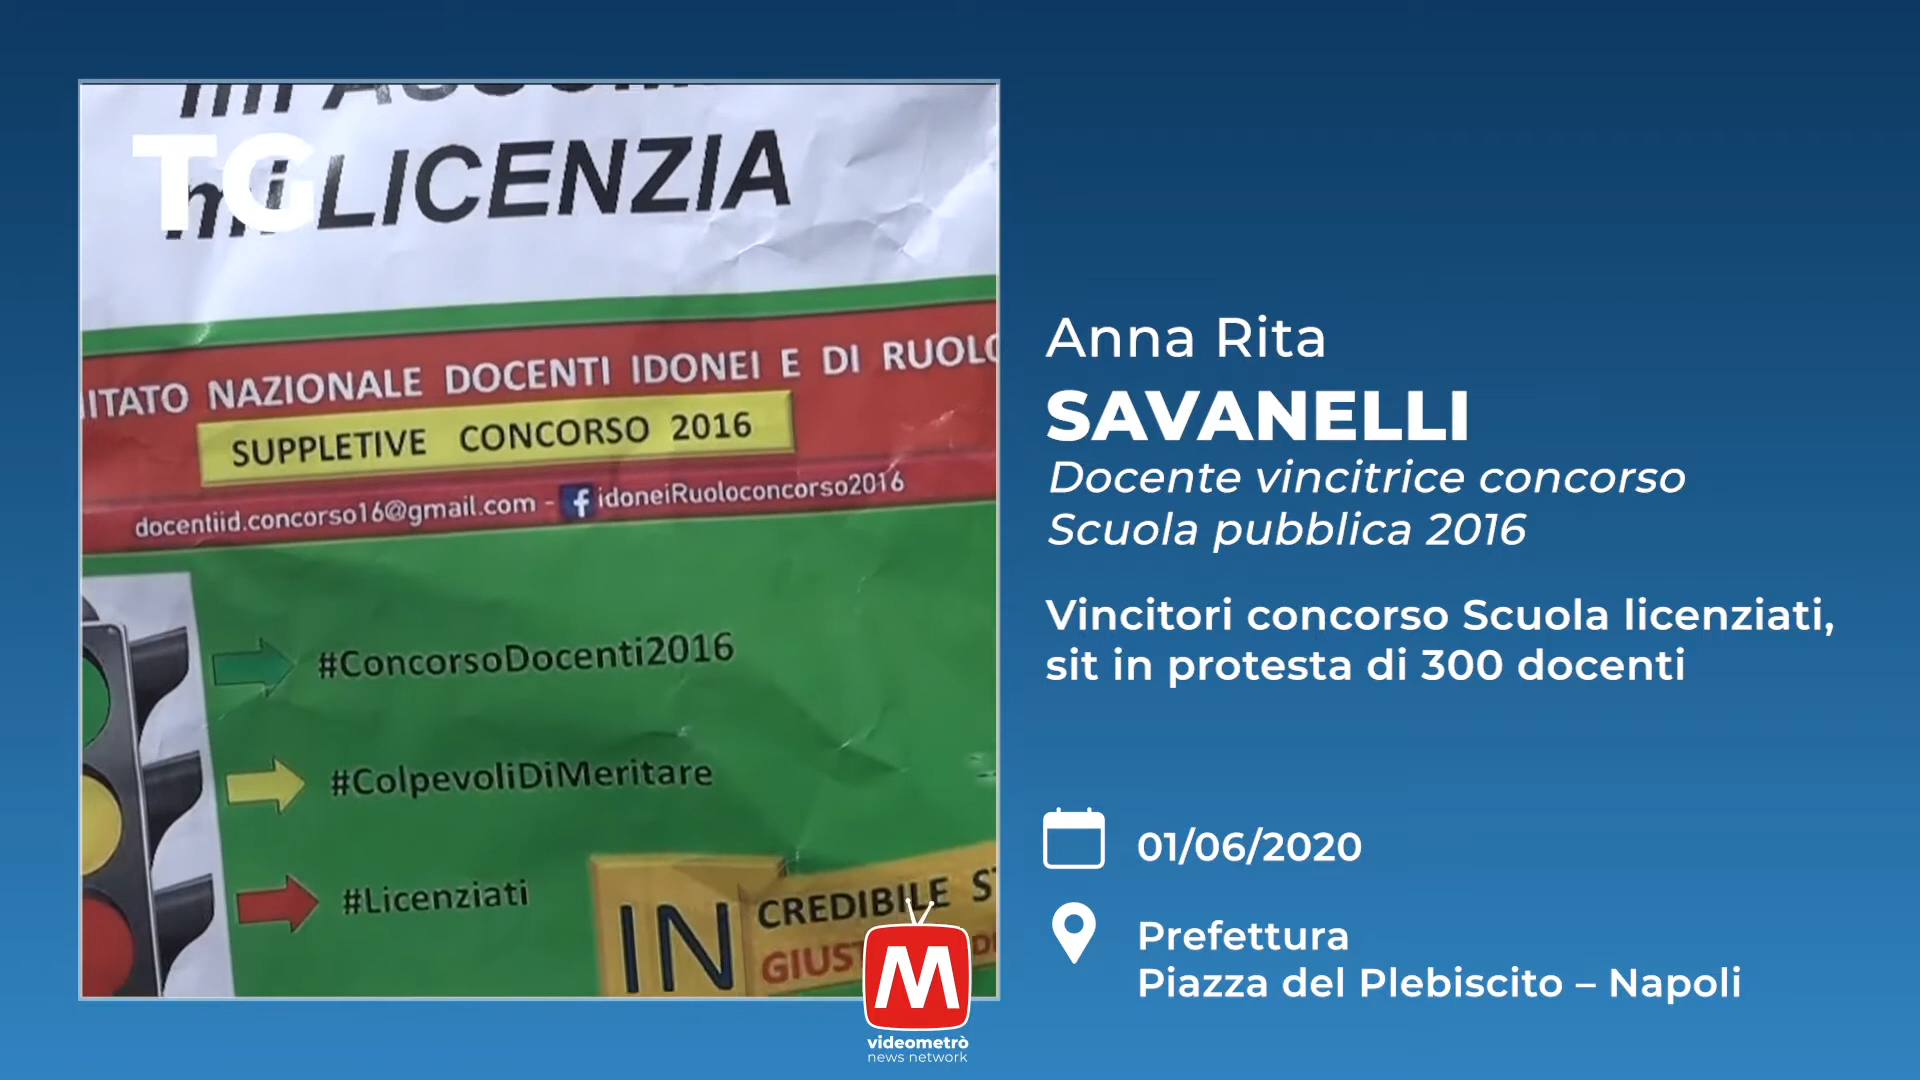 TG
LICENZIA
NAZIONALE DOCENTI IDONEI E DI
SUPPLETIVE CONCORSO 2016
docentiid.concorso16@gmail.com - f idoneiRuoloconcorso2016
#ConcorsoDocenti2016
#ColpevoliDiMeritare
#Licenziati
IN
CREDIBILE
Anna Rita
SAVANELLI
Docente vincitrice concorso
Scuola pubblica 2016
Vincitori concorso Scuola licenziati,
sit in protesta di 300 docenti
01/06/2020
Prefettura
Piazza del Plebiscito – Napoli
M
videometrò
news network